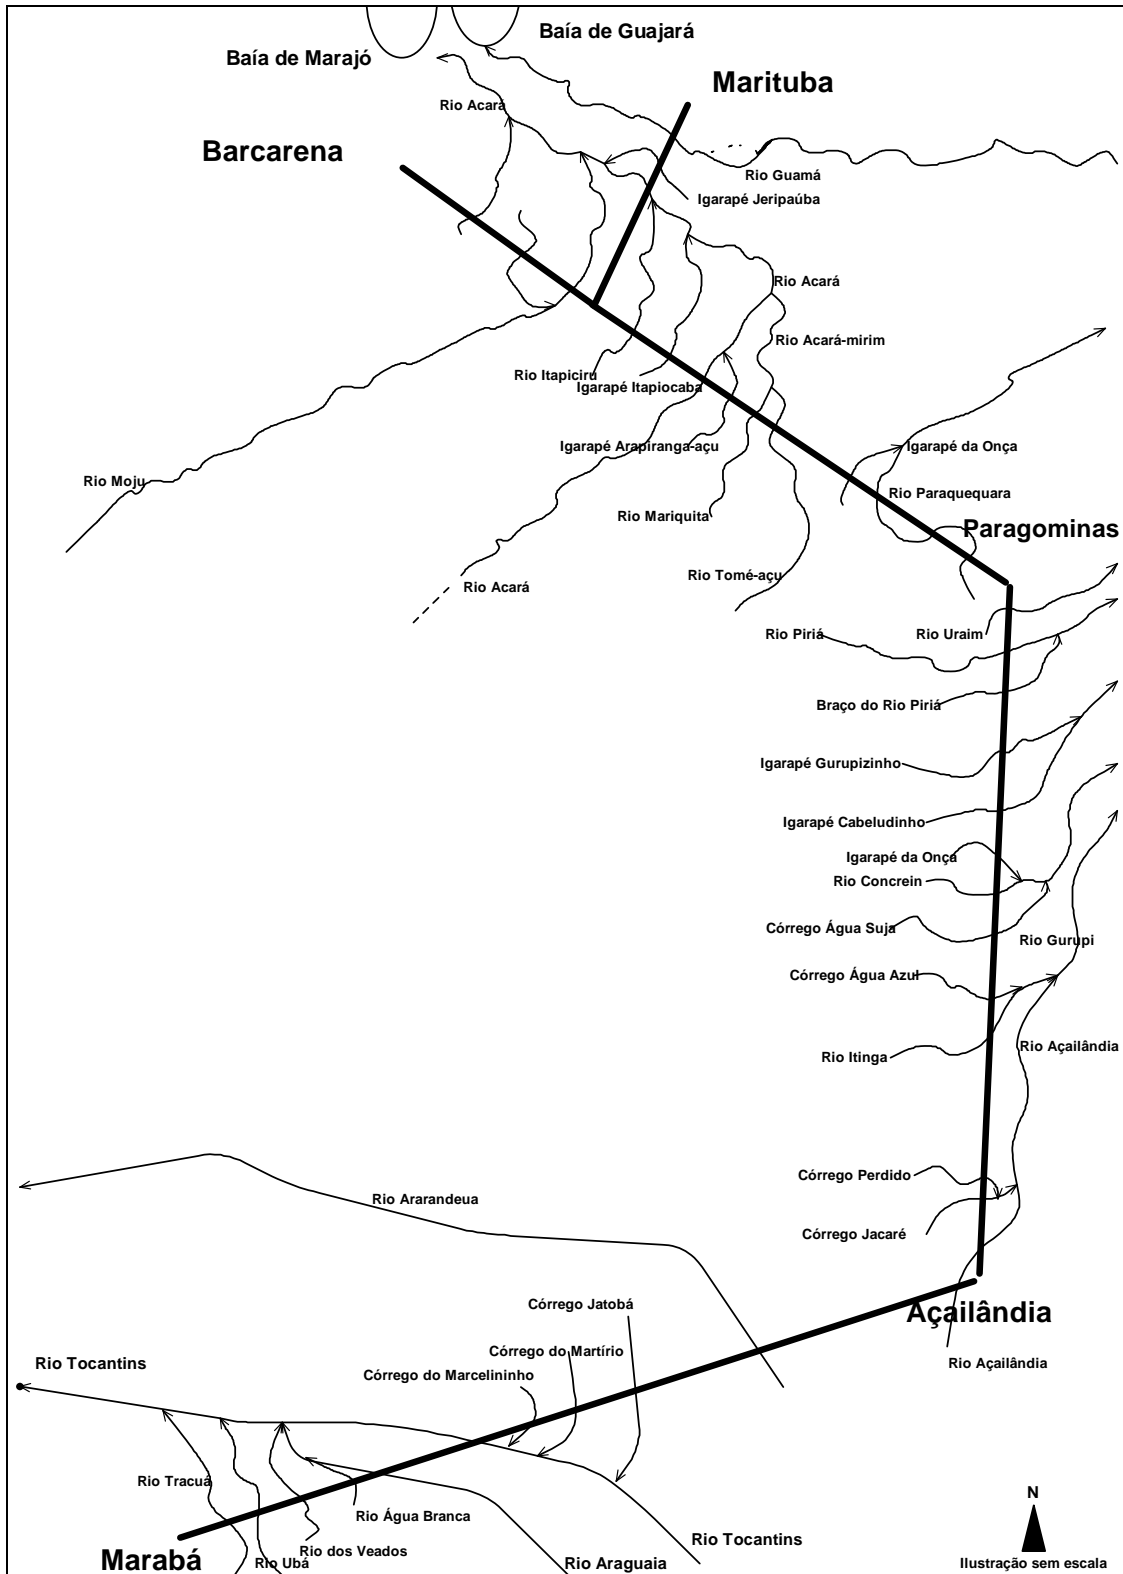 Baía de Guajará
Baía de Marajó
Marituba
Rio Acará
Barcarena
Rio Guamá
Igarapé Jeripaúba
Rio Acará
Rio Acará-mirim
Rio Itapiciru
Igarapé Itapiocaba
Igarapé Arapiranga-açu
Igarapé da Onça
Rio Moju
Rio Paraquequara
Rio Mariquita
Paragominas
Rio Tomé-açu
Rio Acará
Rio Piriá
Rio Uraim
Braço do Rio Piriá
Igarapé Gurupizinho
Igarapé Cabeludinho
Igarapé da Onça
Rio Concrein
Córrego Água Suja
Rio Gurupi
Córrego Água Azul
Rio Açailândia
Rio Itinga
Córrego Perdido
Rio Ararandeua
Córrego Jacaré
Córrego Jatobá
Açailândia
Córrego do Martírio
Rio Tocantins
Rio Açailândia
Córrego do Marcelininho
Rio Tracuá
N
Rio Água Branca
Rio Tocantins
Rio dos Veados
Marabá
Rio Ubá
Rio Araguaia
Ilustração sem escala